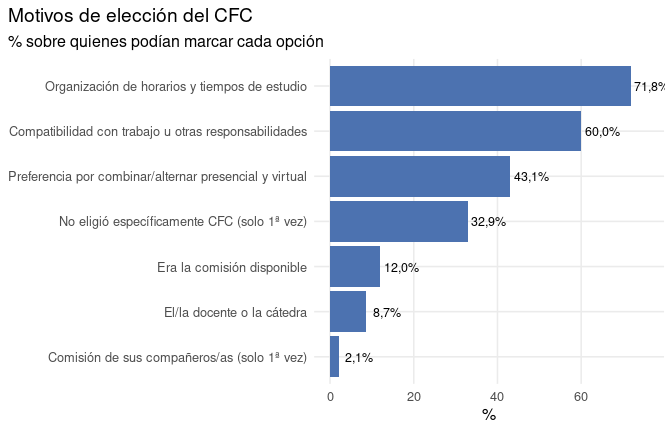 Motivos de elección del CFC
% sobre quienes podían marcar cada opción
Organización de horarios y tiempos de estudio 71,8%
Compatibilidad con trabajo u otras responsabilidades 60,0%
Preferencia por combinar/alternar presencial y virtual 43,1%
No eligió específicamente CFC (solo 1ª vez) 32,9%
Era la comisión disponible 12,0%
El/la docente o la cátedra 8,7%
Comisión de sus compañeros/as (solo 1ª vez) 2,1%
0 20 40 60
%